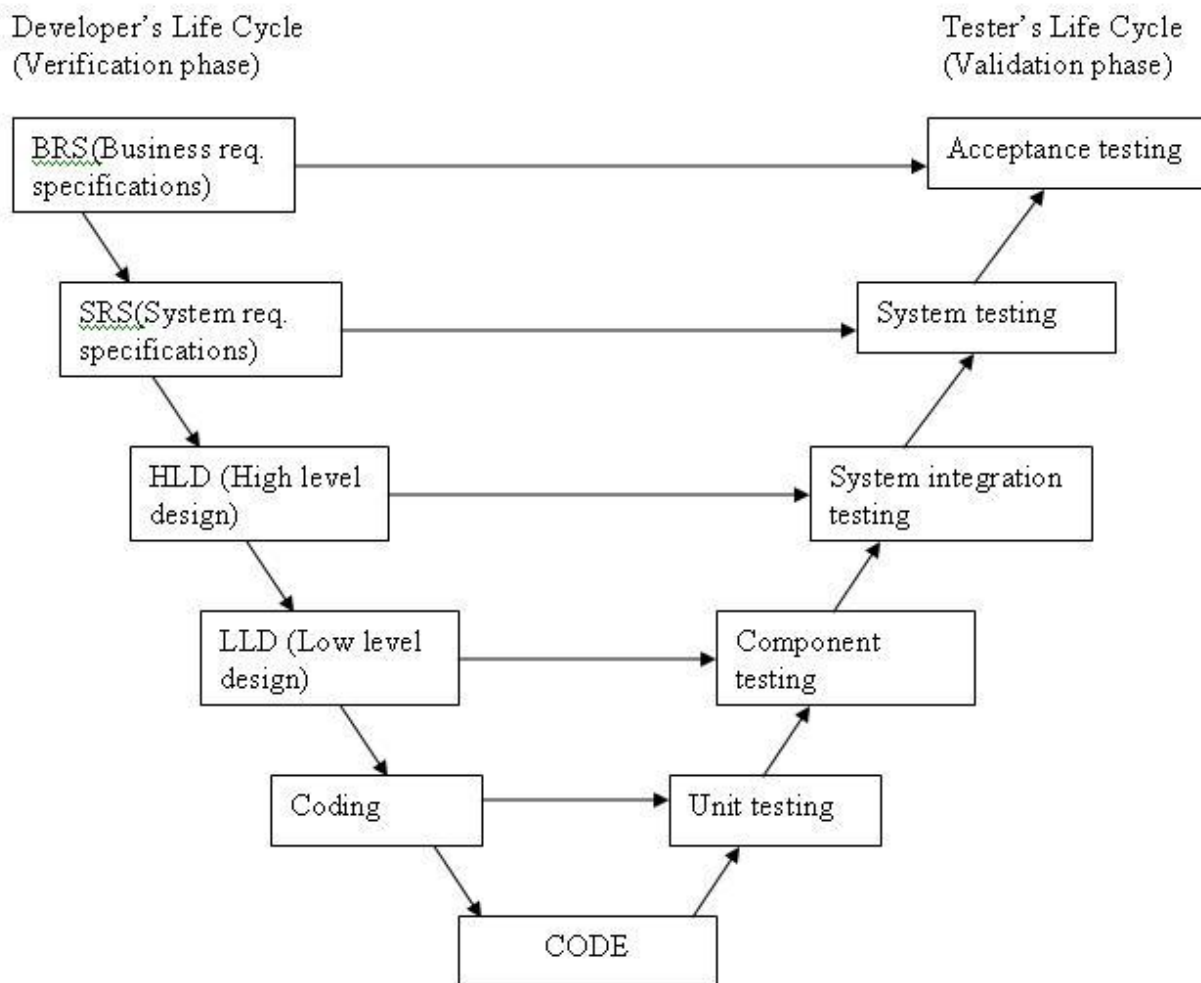 Developer's Life Cycle
(Verification phase)
Tester's Life Cycle
(Validation phase)
BRS(Business req.
specifications)
Acceptance testing
SRS(System req.
specifications)
System testing
HLD (High level
design)
System integration
testing
LLD (Low level
design)
Component
testing
Coding
Unit testing
CODE